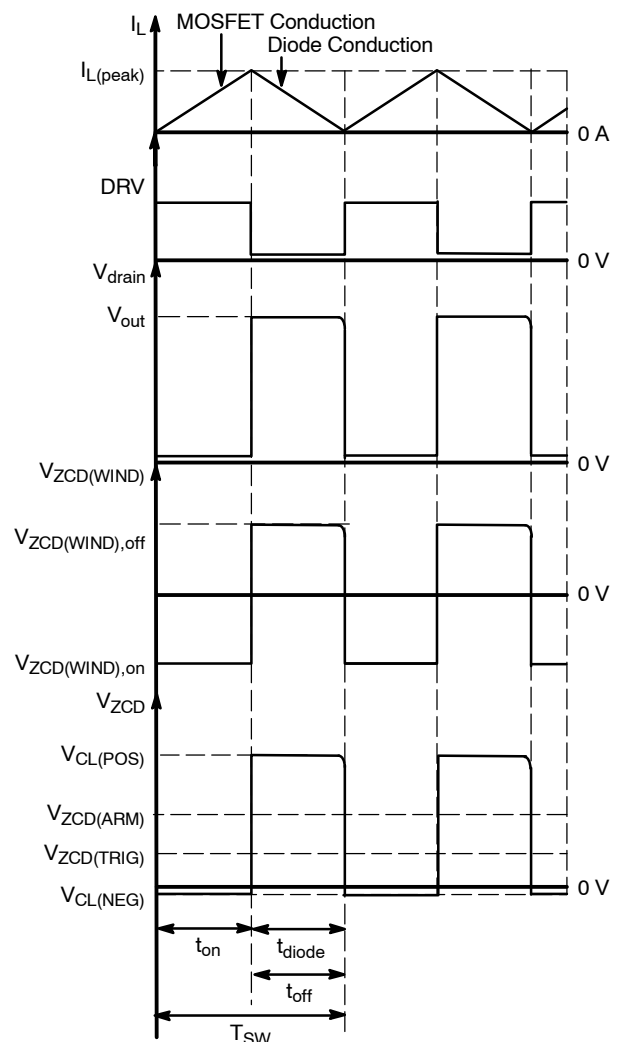 I_L
MOSFET Conduction
Diode Conduction
I_L(peak)
0 A
DRV
0 V
V_drain
V_out
0 V
V_ZCD(WIND)
V_ZCD(WIND),off
0 V
V_ZCD(WIND),on
V_ZCD
V_CL(POS)
V_ZCD(ARM)
V_ZCD(TRIG)
0 V
V_CL(NEG)
t_on
t_diode
t_off
T_SW